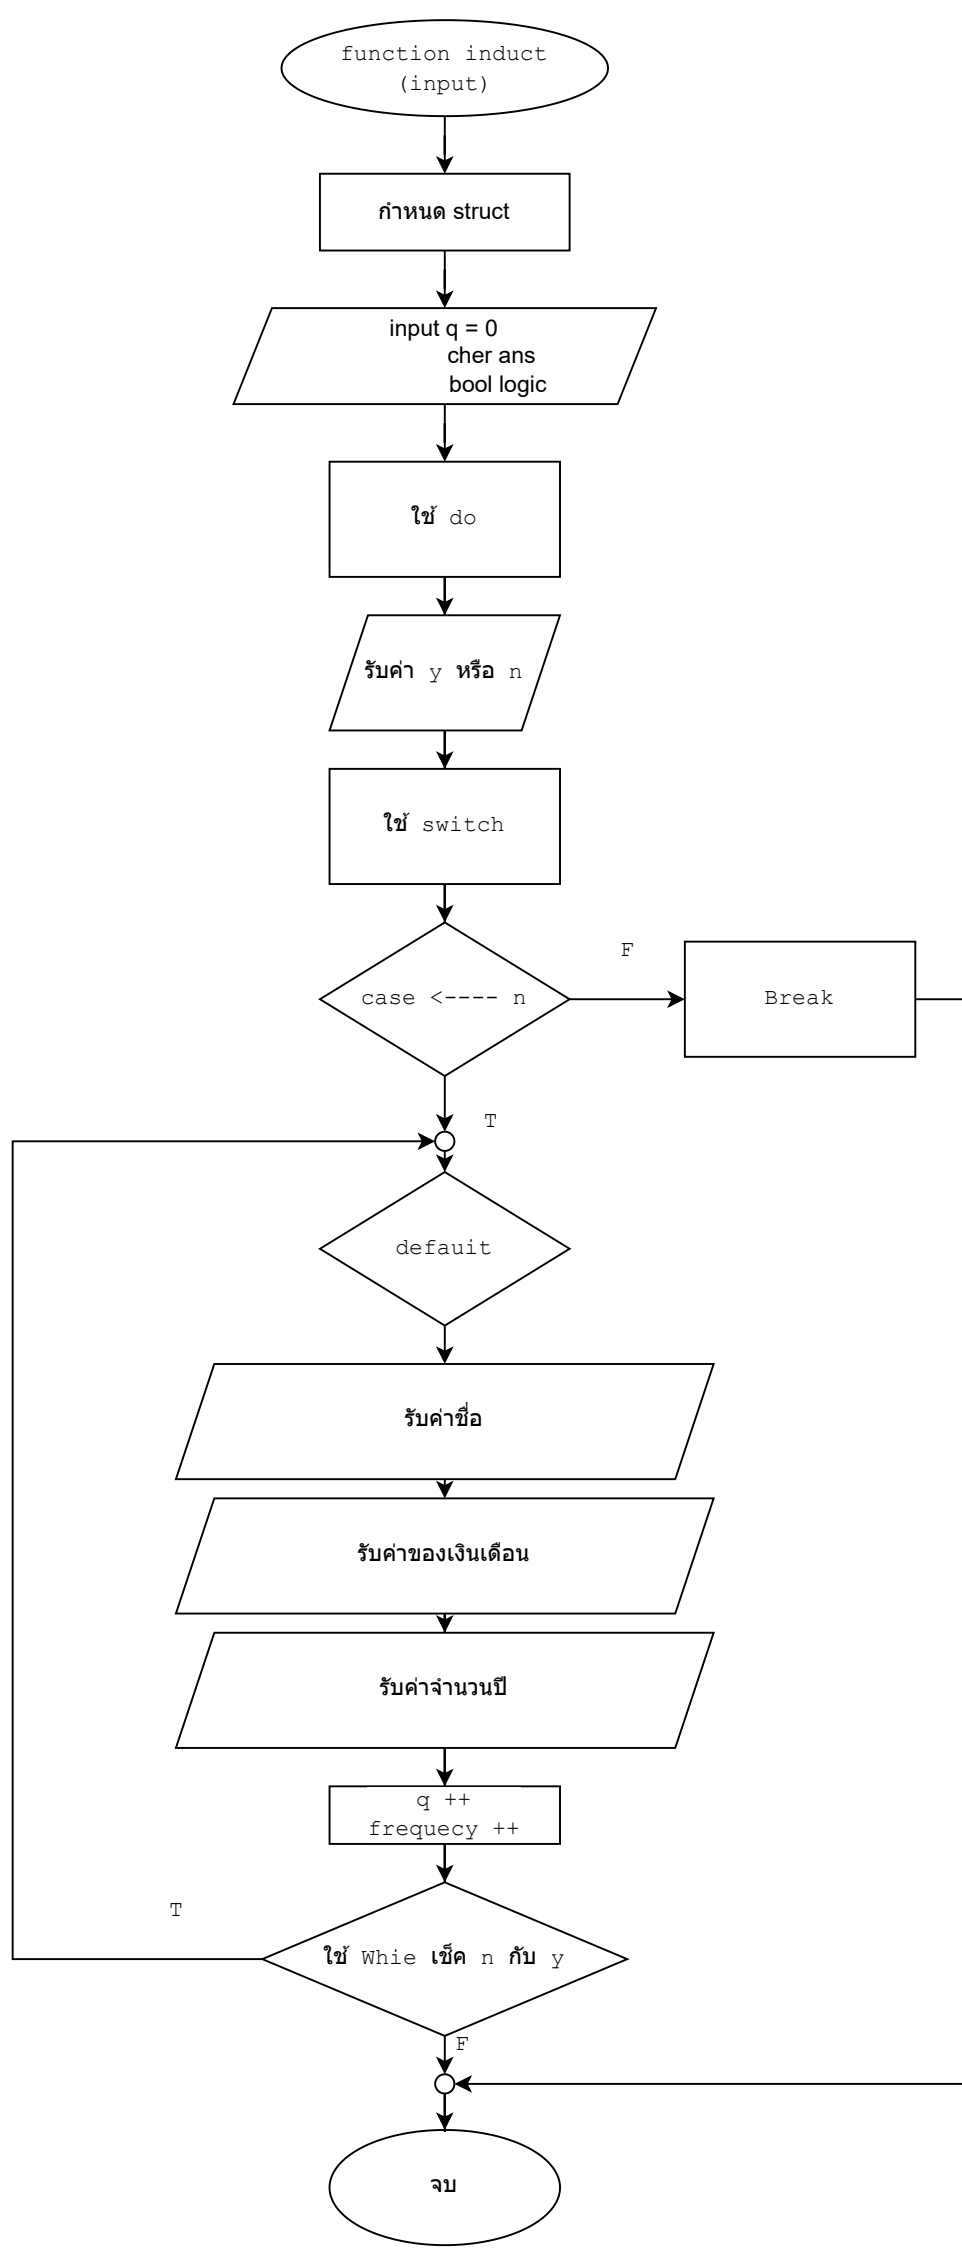 function induct
(input)
กำหนด struct
input q = 0
cher ans
bool logic
ใช้ do
รับค่า y หรือ n
ใช้ switch
case <---- n
F
Break
T
defauit
รับค่าชื่อ
รับค่าของเงินเดือน
รับค่าจำนวนปี
q ++
frequecy ++
T
ใช้ Whie เช็ค n กับ y
F
จบ